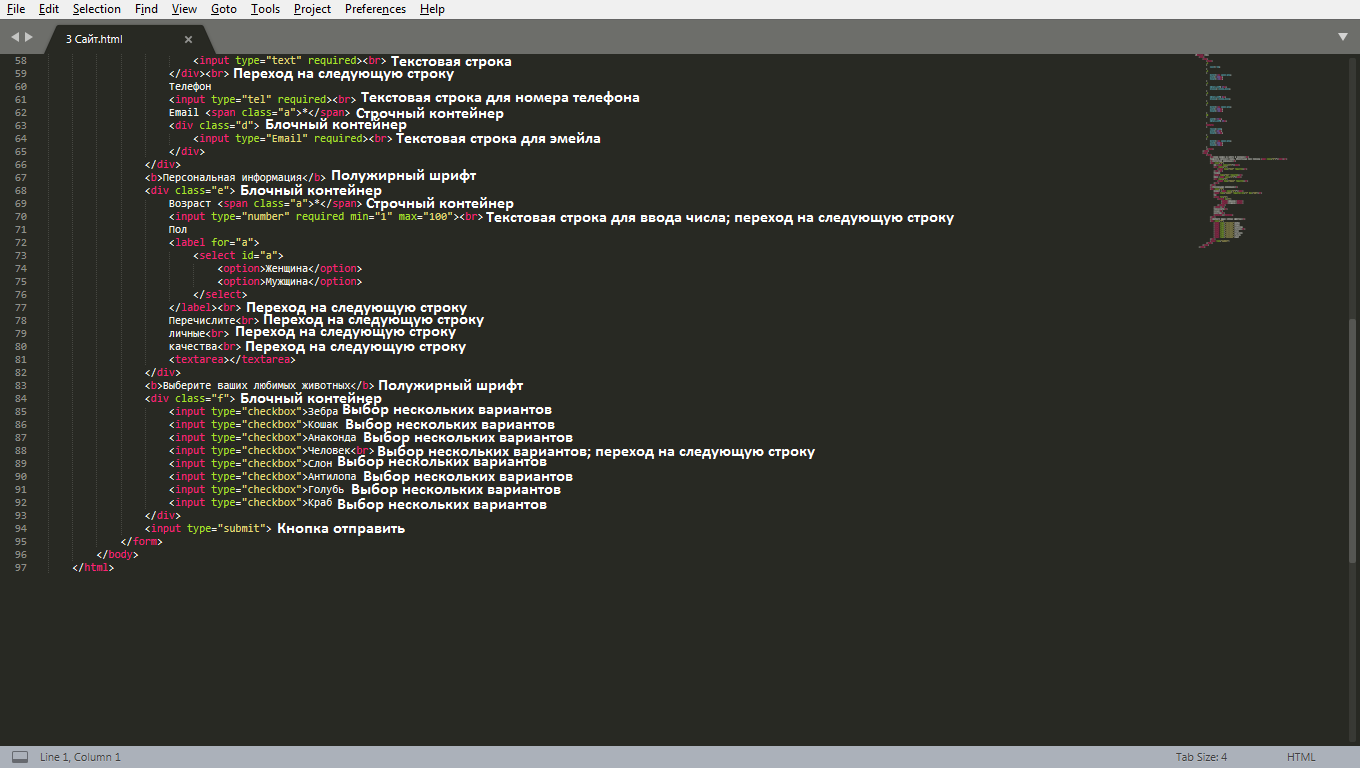 File Edit Selection Find View Goto Tools Project Preferences Help
3 Сайт.html ×
58 <input type="text" required><br> Текстовая строка
59 </div><br> Переход на следующую строку
60 Телефон
61 <input type="tel" required><br> Текстовая строка для номера телефона
62 Email <span class="a">*</span> Строчный контейнер
63 <div class="d"> Блочный контейнер
64 <input type="Email" required><br> Текстовая строка для эмейла
65 </div>
66 </div>
67 <b>Персональная информация</b> Полужирный шрифт
68 <div class="e"> Блочный контейнер
69 Возраст <span class="a">*</span> Строчный контейнер
70 <input type="number" required min="1" max="100"><br> Текстовая строка для ввода числа; переход на следующую строку
71 Пол
72 <label for="a">
73 <select id="a">
74 <option>Женщина</option>
75 <option>Мужщина</option>
76 </select>
77 </label><br> Переход на следующую строку
78 Перечислите<br> Переход на следующую строку
79 личные<br> Переход на следующую строку
80 качества<br> Переход на следующую строку
81 <textarea></textarea>
82 </div>
83 <b>Выберите ваших любимых животных</b> Полужирный шрифт
84 <div class="f"> Блочный контейнер
85 <input type="checkbox">Зебра Выбор нескольких вариантов
86 <input type="checkbox">Кошак Выбор нескольких вариантов
87 <input type="checkbox">Анаконда Выбор нескольких вариантов
88 <input type="checkbox">Человек<br> Выбор нескольких вариантов; переход на следующую строку
89 <input type="checkbox">Слон Выбор нескольких вариантов
90 <input type="checkbox">Антилопа Выбор нескольких вариантов
91 <input type="checkbox">Голубь Выбор нескольких вариантов
92 <input type="checkbox">Краб Выбор нескольких вариантов
93 </div>
94 <input type="submit"> Кнопка отправить
95 </form>
96 </body>
97 </html>
Line 1, Column 1 Tab Size: 4 HTML